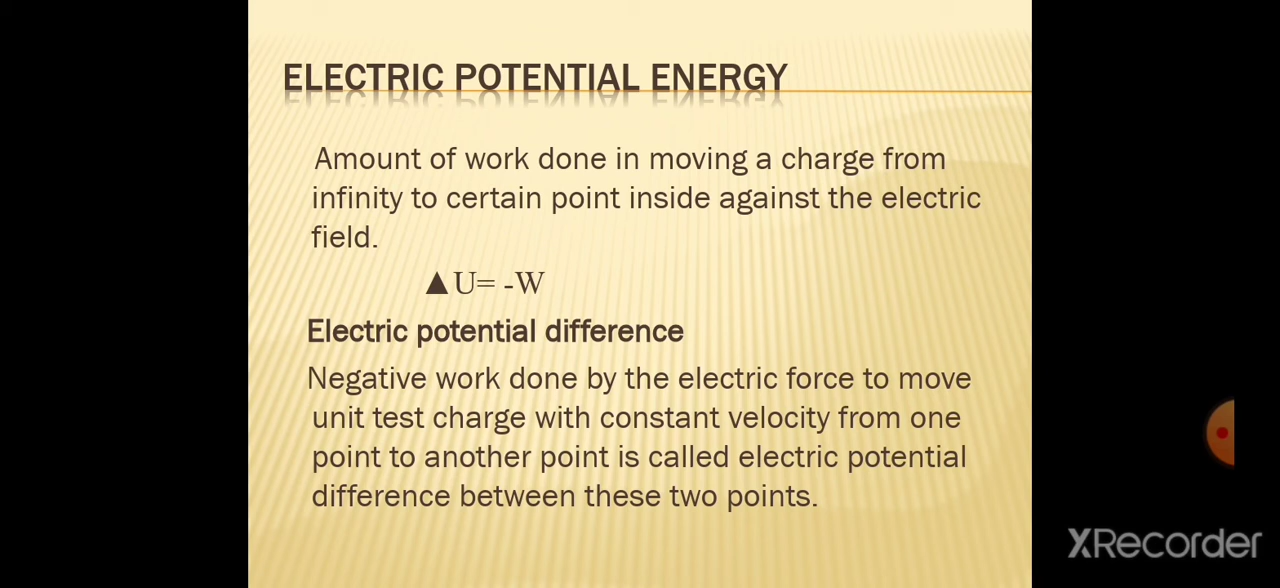 ELECTRIC POTENTIAL ENERGY
Amount of work done in moving a charge from
infinity to certain point inside against the electric
field.
▲U= -W
Electric potential difference
Negative work done by the electric force to move
unit test charge with constant velocity from one
point to another point is called electric potential
difference between these two points.
XRecorder